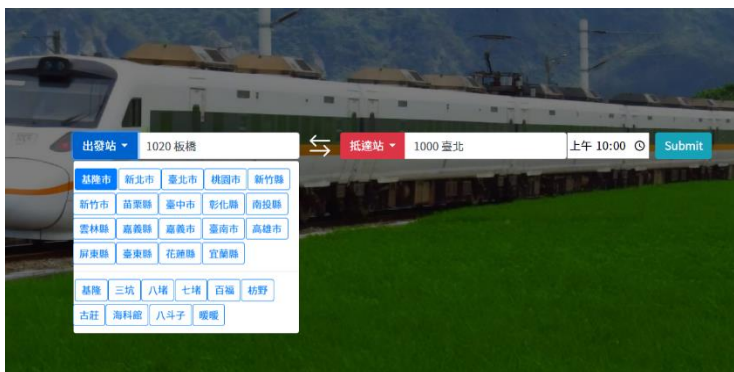 出發站 1020 板橋 抵達站 1000 臺北 上午 10:00 Submit
基隆市 新北市 臺北市 桃園市 新竹縣
新竹市 苗栗縣 臺中市 彰化縣 南投縣
雲林縣 嘉義縣 嘉義市 臺南市 高雄市
屏東縣 臺東縣 花蓮縣 宜蘭縣
基隆 三坑 八堵 七堵 百福 枋野
古莊 海科館 八斗子 暖暖